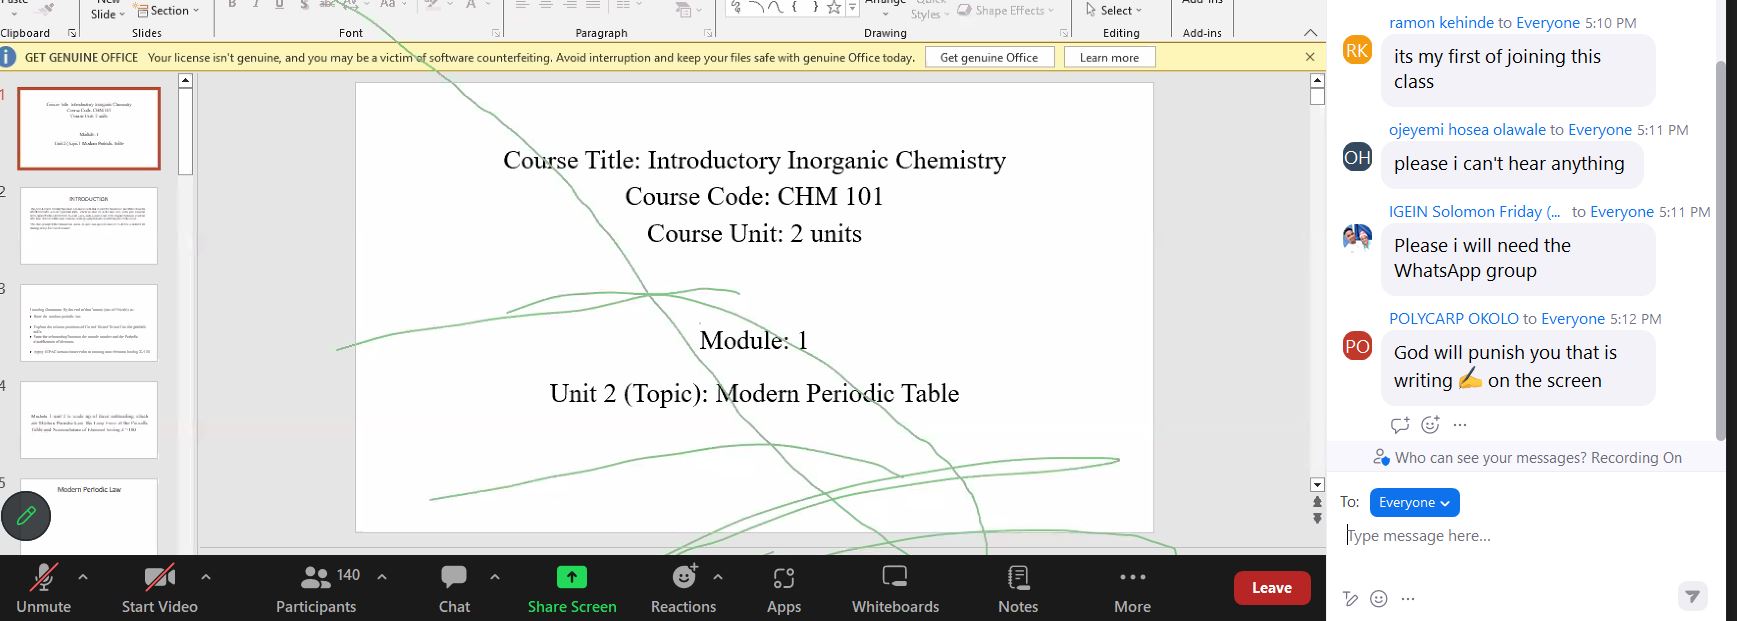 New
Section
Slide
Clipboard
Slides
Font
Paragraph
Drawing
Styles
Shape Effects
Select
Editing
Add-ins
GET GENUINE OFFICE Your license isn't genuine, and you may be a victim of software counterfeiting. Avoid interruption and keep your files safe with genuine Office today.
Get genuine Office
Learn more
1
2
INTRODUCTION
3
4
5
Modern Periodic Law
Course Title: Introductory Inorganic Chemistry
Course Code: CHM 101
Course Unit: 2 units
Module: 1
Unit 2 (Topic): Modern Periodic Table
Unmute
Start Video
140
Participants
Chat
Share Screen
Reactions
Apps
Whiteboards
Notes
More
Leave
ramon kehinde to Everyone 5:10 PM
RK
its my first of joining this
class
ojeyemi hosea olawale to Everyone 5:11 PM
OH
please i can't hear anything
IGEIN Solomon Friday (... to Everyone 5:11 PM
Please i will need the
WhatsApp group
POLYCARP OKOLO to Everyone 5:12 PM
PO
God will punish you that is
writing ✍️ on the screen
Who can see your messages? Recording On
To: Everyone
Type message here...